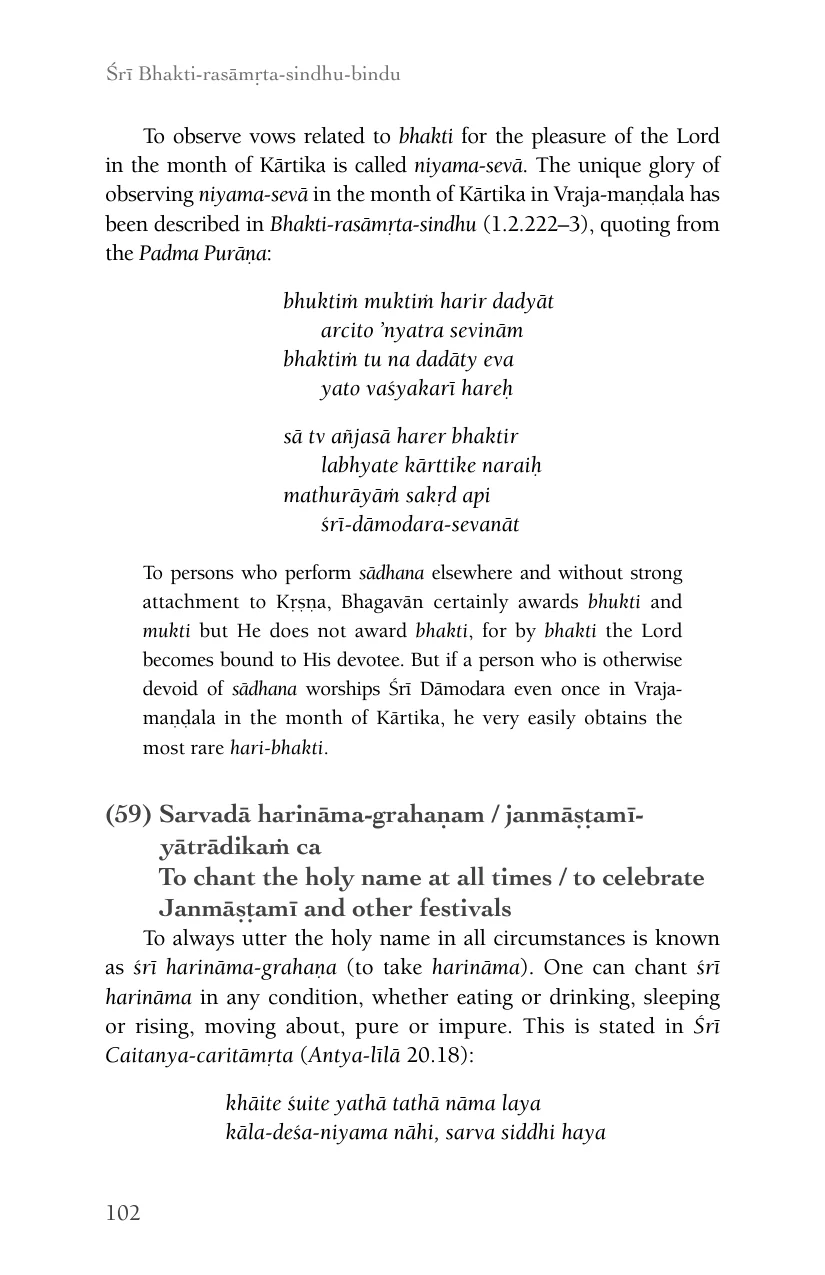 Śrī Bhakti-rasāmṛta-sindhu-bindu
To observe vows related to bhakti for the pleasure of the Lord
in the month of Kārtika is called niyama-sevā. The unique glory of
observing niyama-sevā in the month of Kārtika in Vraja-maṇḍala has
been described in Bhakti-rasāmṛta-sindhu (1.2.222–3), quoting from
the Padma Purāṇa:
bhuktiṁ muktiṁ harir dadyāt
arcito ’nyatra sevinām
bhaktiṁ tu na dadāty eva
yato vaśyakarī hareḥ
sā tv añjasā harer bhaktir
labhyate kārttike naraiḥ
mathurāyāṁ sakṛd api
śrī-dāmodara-sevanāt
To persons who perform sādhana elsewhere and without strong
attachment to Kṛṣṇa, Bhagavān certainly awards bhukti and
mukti but He does not award bhakti, for by bhakti the Lord
becomes bound to His devotee. But if a person who is otherwise
devoid of sādhana worships Śrī Dāmodara even once in Vraja-
maṇḍala in the month of Kārtika, he very easily obtains the
most rare hari-bhakti.
(59) Sarvadā harināma-grahaṇam / janmāṣṭamī-
yātrādikaṁ ca
To chant the holy name at all times / to celebrate
Janmāṣṭamī and other festivals
To always utter the holy name in all circumstances is known
as śrī harināma-grahaṇa (to take harināma). One can chant śrī
harināma in any condition, whether eating or drinking, sleeping
or rising, moving about, pure or impure. This is stated in Śrī
Caitanya-caritāmṛta (Antya-līlā 20.18):
khāite śuite yathā tathā nāma laya
kāla-deśa-niyama nāhi, sarva siddhi haya
102